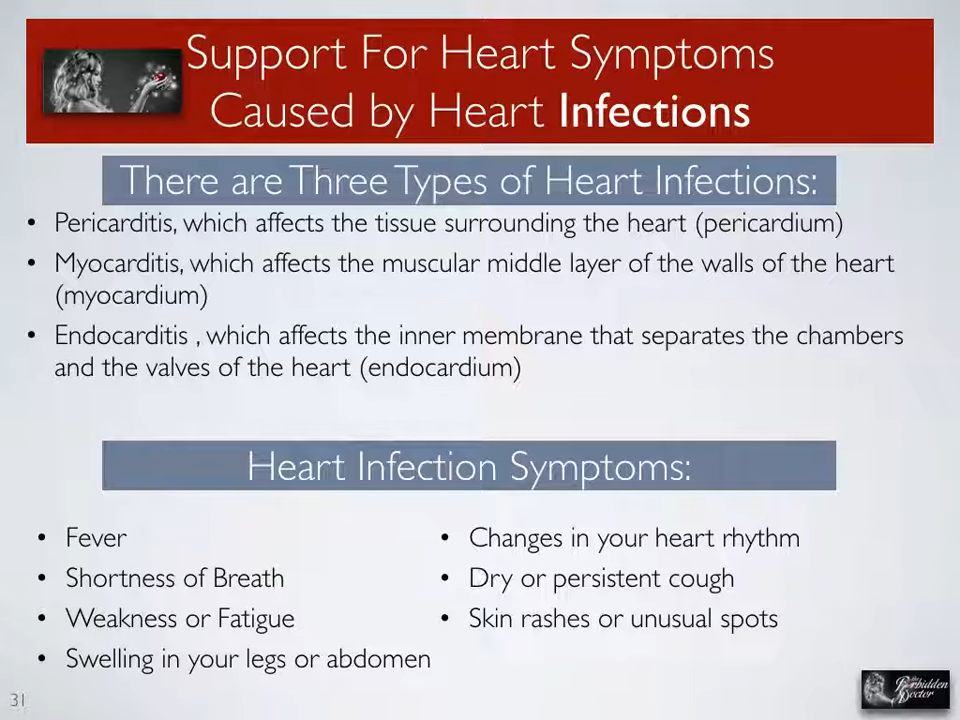 Support For Heart Symptoms
Caused by Heart Infections
There are Three Types of Heart Infections:
• Pericarditis, which affects the tissue surrounding the heart (pericardium)
• Myocarditis, which affects the muscular middle layer of the walls of the heart
(myocardium)
• Endocarditis , which affects the inner membrane that separates the chambers
and the valves of the heart (endocardium)
Heart Infection Symptoms:
• Fever
• Shortness of Breath
• Weakness or Fatigue
• Swelling in your legs or abdomen
• Changes in your heart rhythm
• Dry or persistent cough
• Skin rashes or unusual spots
31
the
Forbidden
Doctor